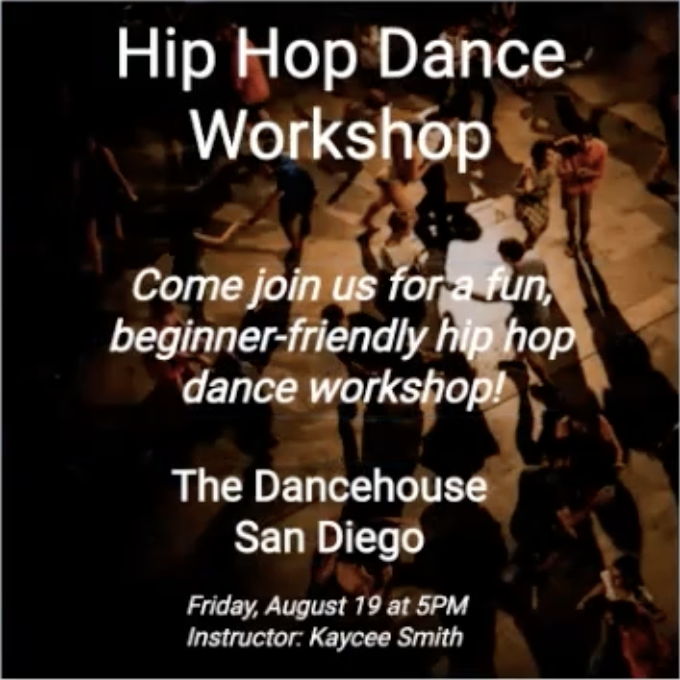 Hip Hop Dance
Workshop
Come join us for a fun,
beginner-friendly hip hop
dance workshop!
The Dancehouse
San Diego
Friday, August 19 at 5PM
Instructor: Kaycee Smith